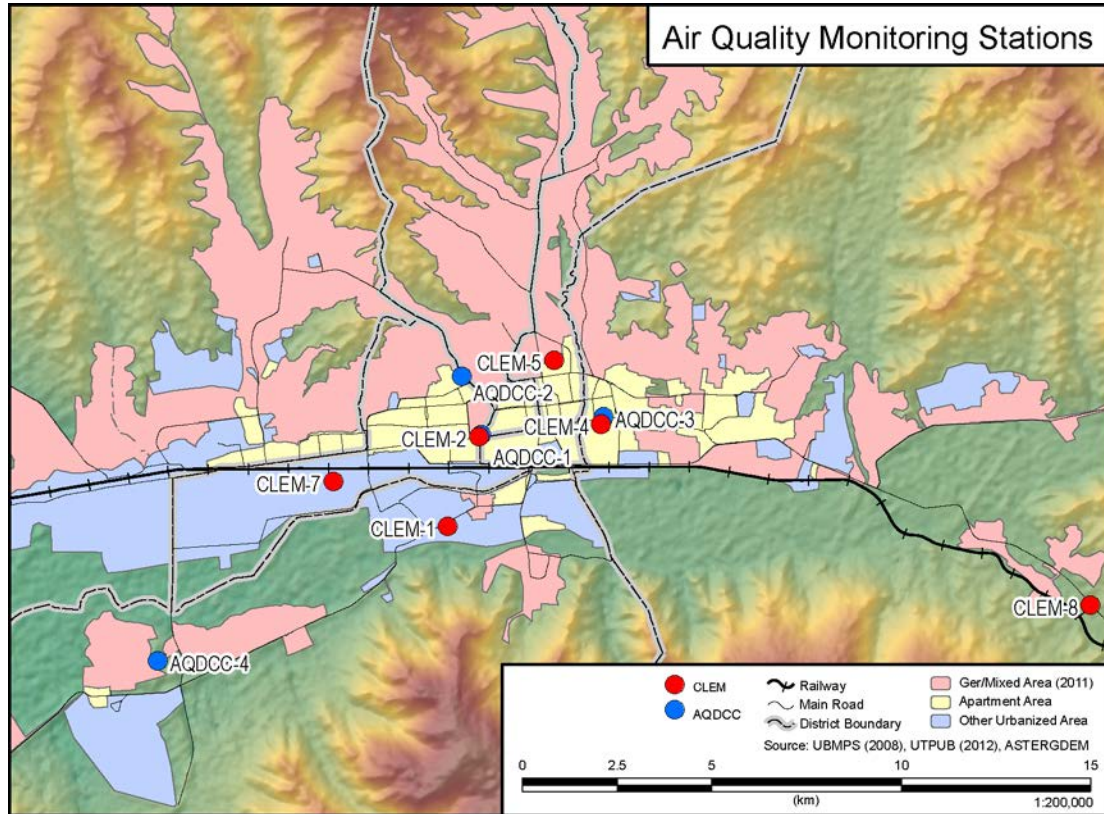 Air Quality Monitoring Stations
CLEM-5
AQDCC-2
CLEM-4
AQDCC-3
CLEM-2
AQDCC-1
CLEM-7
CLEM-1
CLEM-8
AQDCC-4
CLEM
AQDCC
Railway
Main Road
District Boundary
Ger/Mixed Area (2011)
Apartment Area
Other Urbanized Area
Source: UBMPS (2008), UTPUB (2012), ASTERGDEM
0 2.5 5 10 15
(km)
1:200,000